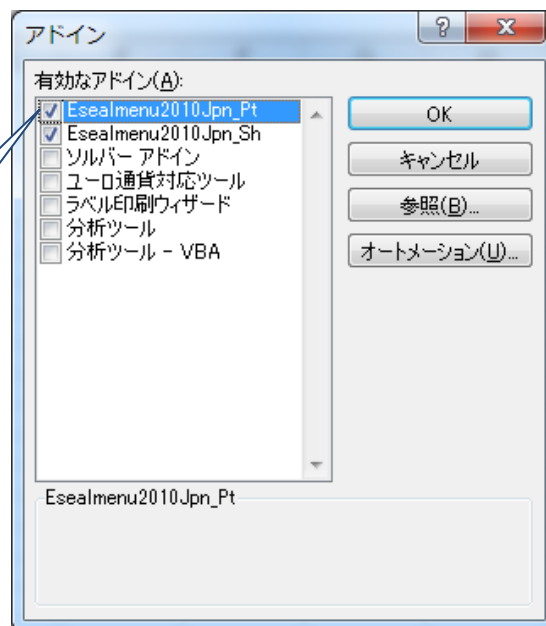 アドイン
有効なアドイン(A):
Esealmenu2010Jpn_Pt
Esealmenu2010Jpn_Sh
ソルバー アドイン
ユーロ通貨対応ツール
ラベル印刷ウィザード
分析ツール
分析ツール - VBA
OK
キャンセル
参照(B)...
オートメーション(U)...
Esealmenu2010Jpn_Pt